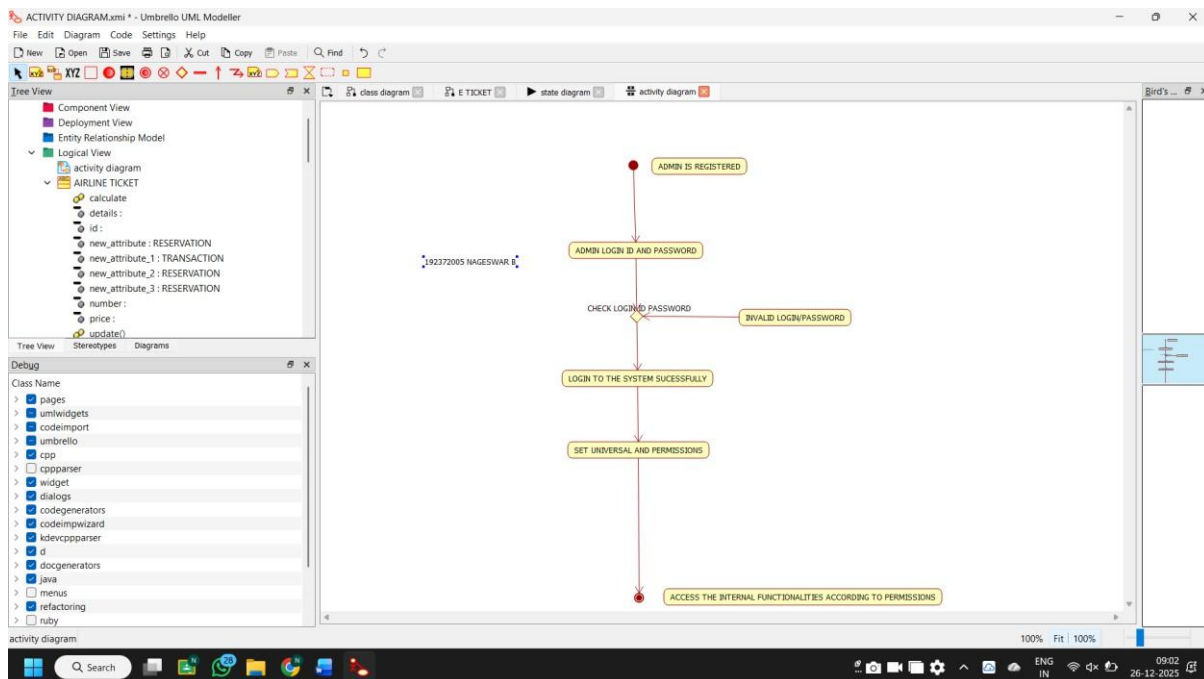 ACTIVITY DIAGRAM.xmi * - Umbrello UML Modeller
File Edit Diagram Code Settings Help
New Open Save Cut Copy Paste Find
XYZ XYZ XYZ XYZ
Tree View
Component View
Deployment View
Entity Relationship Model
Logical View
activity diagram
AIRLINE TICKET
calculate
details :
id :
new_attribute : RESERVATION
new_attribute_1 : TRANSACTION
new_attribute_2 : RESERVATION
new_attribute_3 : RESERVATION
number :
price :
update()
Tree View Stereotypes Diagrams
Debug
Class Name
pages
umlwidgets
codeimport
umbrello
cpp
cppparser
widget
dialogs
codegenerators
codeimpwizard
kdevcppparser
d
docgenerators
java
menus
refactoring
ruby
class diagram E TICKET state diagram activity diagram
Bird's ...
ADMIN IS REGISTERED
ADMIN LOGIN ID AND PASSWORD
192372005 NAGESWAR B
CHECK LOGIN ID PASSWORD
INVALID LOGIN/PASSWORD
LOGIN TO THE SYSTEM SUCESSFULLY
SET UNIVERSAL AND PERMISSIONS
ACCESS THE INTERNAL FUNCTIONALITIES ACCORDING TO PERMISSIONS
activity diagram
100% Fit 100%
Search
28
ENG
IN
09:02
26-12-2025